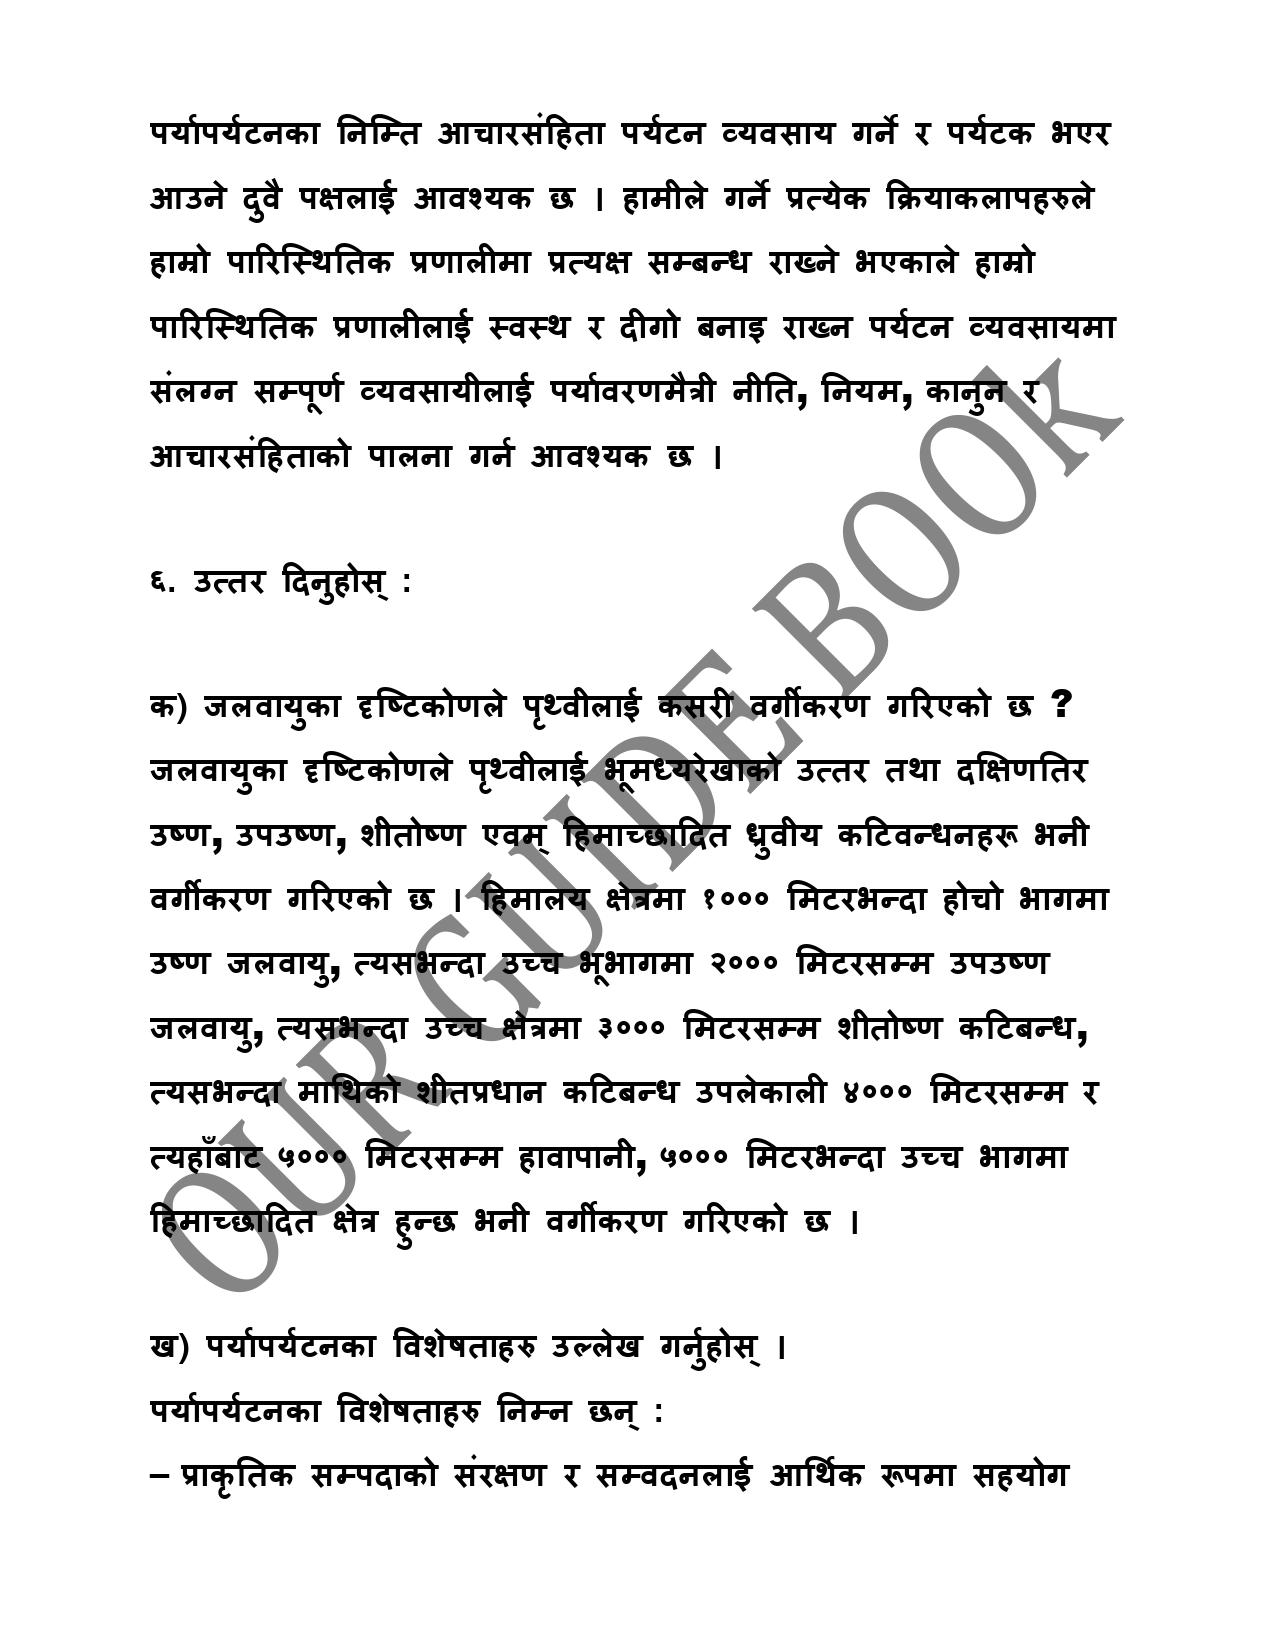 पर्यापर्यटनका निम्ति आचारसंहिता पर्यटन व्यवसाय गर्ने र पर्यटक भएर
आउने दुवै पक्षलाई आवश्यक छ । हामीले गर्ने प्रत्येक क्रियाकलापहरुले
हाम्रो पारिस्थितिक प्रणालीमा प्रत्यक्ष सम्बन्ध राख्ने भएकाले हाम्रो
पारिस्थितिक प्रणालीलाई स्वस्थ र दीगो बनाइ राख्न पर्यटन व्यवसायमा
संलग्न सम्पूर्ण व्यवसायीलाई पर्यावरणमैत्री नीति, नियम, कानुन र
आचारसंहिताको पालना गर्न आवश्यक छ ।
६. उत्तर दिनुहोस् :
क) जलवायुका दृष्टिकोणले पृथ्वीलाई कसरी वर्गीकरण गरिएको छ ?
जलवायुका दृष्टिकोणले पृथ्वीलाई भूमध्यरेखाको उत्तर तथा दक्षिणतिर
उष्ण, उपउष्ण, शीतोष्ण एवम् हिमाच्छादित ध्रुवीय कटिवन्धनहरू भनी
वर्गीकरण गरिएको छ । हिमालय क्षेत्रमा १००० मिटरभन्दा होचो भागमा
उष्ण जलवायु, त्यसभन्दा उच्च भूभागमा २००० मिटरसम्म उपउष्ण
जलवायु, त्यसभन्दा उच्च क्षेत्रमा ३००० मिटरसम्म शीतोष्ण कटिबन्ध,
त्यसभन्दा माथिको शीतप्रधान कटिबन्ध उपलेकाली ४००० मिटरसम्म र
त्यहाँबाट ५००० मिटरसम्म हावापानी, ५००० मिटरभन्दा उच्च भागमा
हिमाच्छादित क्षेत्र हुन्छ भनी वर्गीकरण गरिएको छ ।
ख) पर्यापर्यटनका विशेषताहरु उल्लेख गर्नुहोस् ।
पर्यापर्यटनका विशेषताहरु निम्न छन् :
– प्राकृतिक सम्पदाको संरक्षण र सम्वदनलाई आर्थिक रूपमा सहयोग
OUR GUIDE BOOk